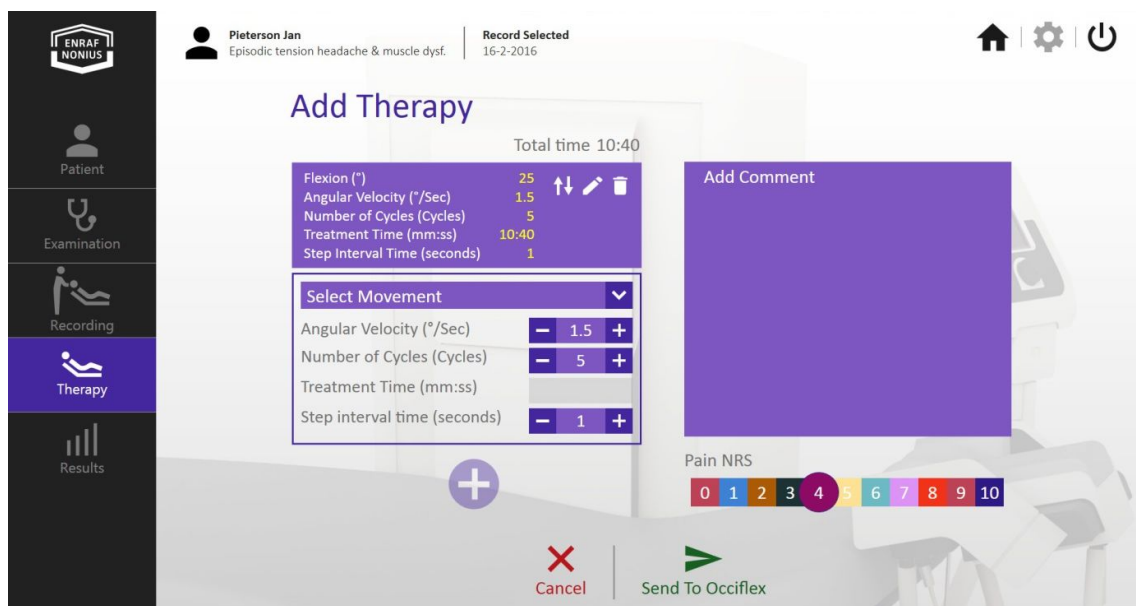 ENRAF
NONIUS
Pieterson Jan
Episodic tension headache & muscle dysf.
Record Selected
16-2-2016
Patient
Examination
Recording
Therapy
Results
Add Therapy
Total time 10:40
Flexion (°) 25
Angular Velocity (°/Sec) 1.5
Number of Cycles (Cycles) 5
Treatment Time (mm:ss) 10:40
Step Interval Time (seconds) 1
Select Movement
Angular Velocity (°/Sec) − 1.5 +
Number of Cycles (Cycles) − 5 +
Treatment Time (mm:ss)
Step interval time (seconds) − 1 +
Add Comment
Pain NRS
0 1 2 3 4 5 6 7 8 9 10
Cancel
Send To Occiflex